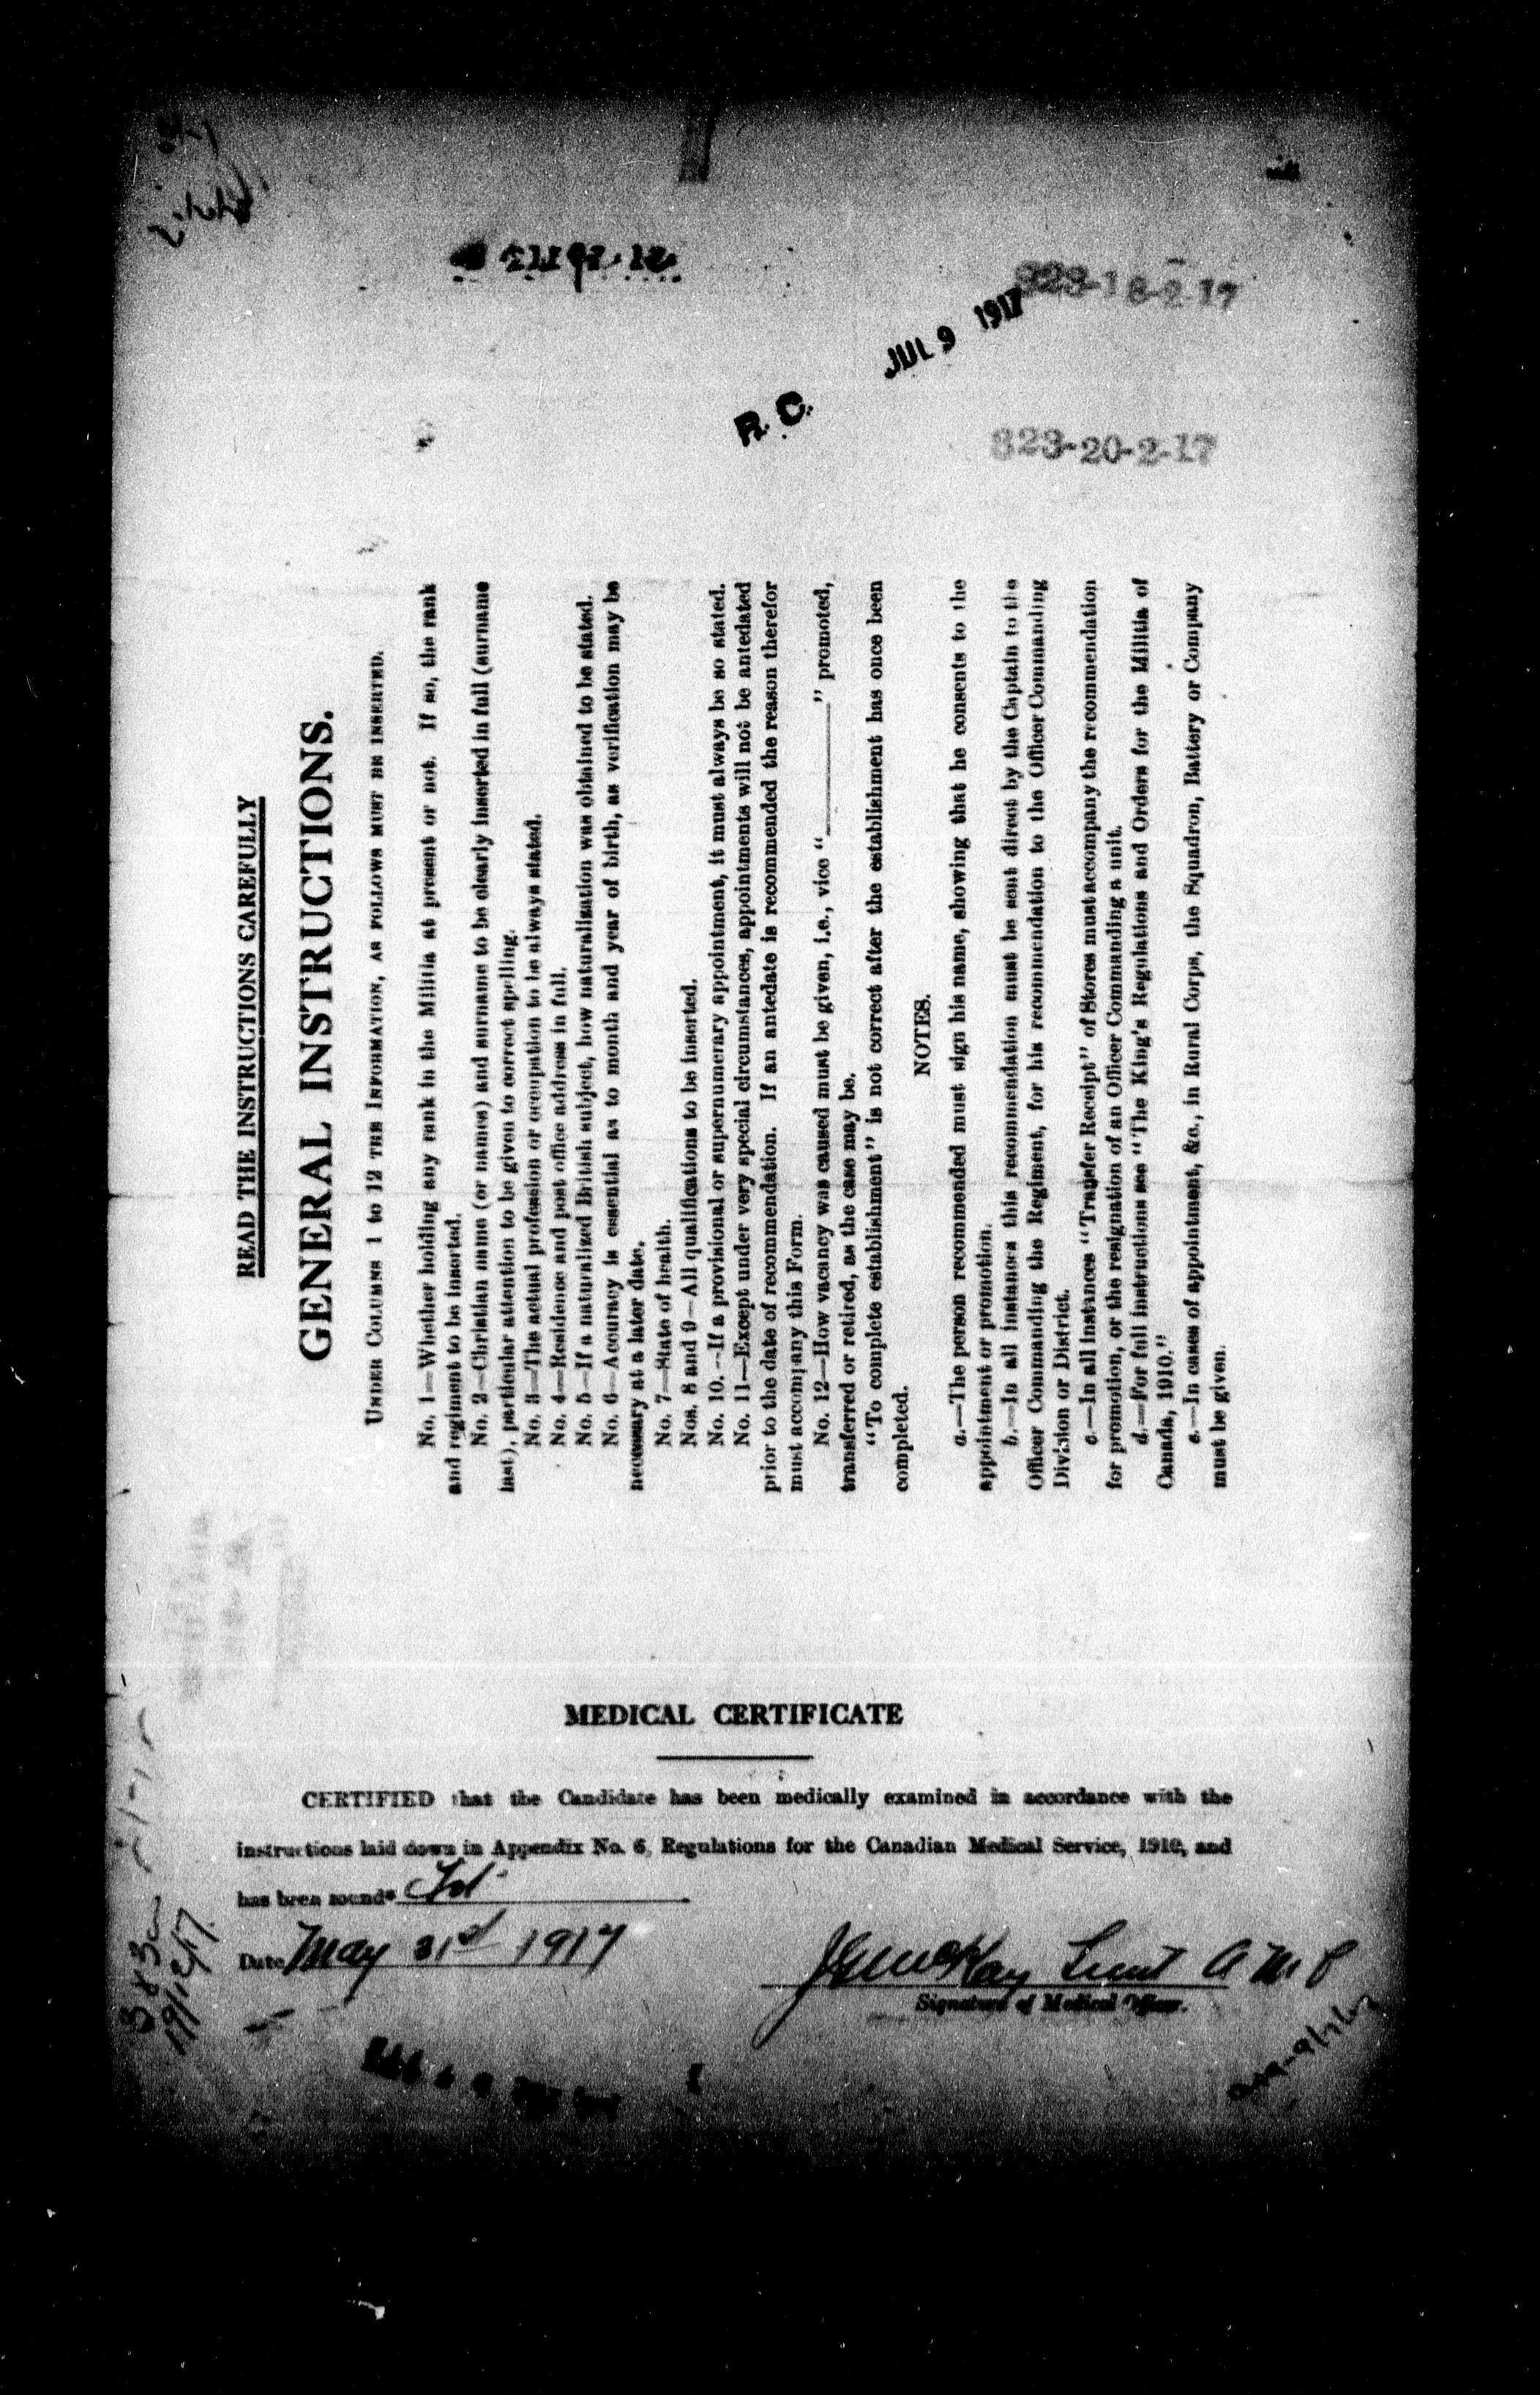 323-18-2-17
JUL 9 1917
R. C.
323-20-2-17
READ THE INSTRUCTIONS CAREFULLY
GENERAL INSTRUCTIONS.
UNDER COLUMNS 1 to 12 THE INFORMATION, AS FOLLOWS MUST BE INSERTED.
No. 1—Whether holding any rank in the Militia at present or not. If so, the rank
and regiment to be inserted.
No. 2—Christian name (or names) and surname to be clearly inserted in full (surname
last), particular attention to be given to correct spelling.
No. 3—The actual profession or occupation to be always stated.
No. 4—Residence and post office address in full.
No. 5—If a naturalized British subject, how naturalization was obtained to be stated.
No. 6—Accuracy is essential as to month and year of birth, as verification may be
necessary at a later date.
No. 7—State of health.
Nos. 8 and 9—All qualifications to be inserted.
No. 10.—If a provisional or supernumerary appointment, it must always be so stated.
No. 11—Except under very special circumstances, appointments will not be antedated
prior to the date of recommendation. If an antedate is recommended the reason therefor
must accompany this Form.
No. 12—How vacancy was caused must be given, i.e., vice "________" promoted,
transferred or retired, as the case may be.
"To complete establishment" is not correct after the establishment has once been
completed.
NOTES.
a.—The person recommended must sign his name, showing that he consents to the
appointment or promotion.
b.—In all instances this recommendation must be sent direct by the Captain to the
Officer Commanding the Regiment, for his recommendation to the Officer Commanding
Division or District.
c.—In all instances "Transfer Receipt" of Stores must accompany the recommendation
for promotion, or the resignation of an Officer Commanding a unit.
d.—For full instructions see "The King's Regulations and Orders for the Militia of
Canada, 1910."
e.—In cases of appointment, &c., in Rural Corps, the Squadron, Battery or Company
must be given.
MEDICAL CERTIFICATE
CERTIFIED that the Candidate has been medically examined in accordance with the
instructions laid down in Appendix No. 6, Regulations for the Canadian Medical Service, 1910, and
has been found* Fit
Date May 31st 1917
McKay Lieut A M C
Signature of Medical Officer.
19/12/17.